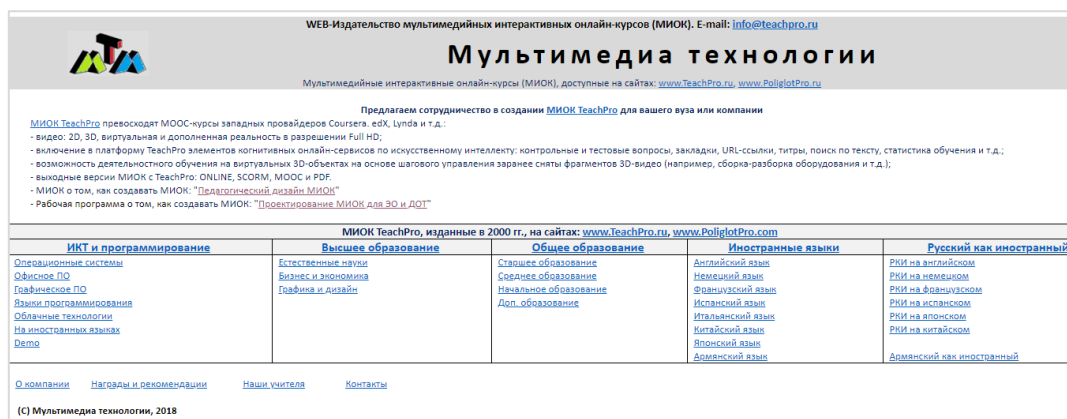 WEB-Издательство мультимедийных интерактивных онлайн-курсов (МИОК). E-mail: info@teachpro.ru
МТМ
Мультимедиа технологии
Мультимедийные интерактивные онлайн-курсы (МИОК), доступные на сайтах: www.TeachPro.ru, www.PoliglotPro.ru
Предлагаем сотрудничество в создании МИОК TeachPro для вашего вуза или компании
МИОК TeachPro превосходят МООС-курсы западных провайдеров Coursera. edX, Lynda и т.д.:
- видео: 2D, 3D, виртуальная и дополненная реальность в разрешении Full HD;
- включение в платформу TeachPro элементов когнитивных онлайн-сервисов по искусственному интеллекту: контрольные и тестовые вопросы, закладки, URL-ссылки, титры, поиск по тексту, статистика обучения и т.д.;
- возможность деятельностного обучения на виртуальных 3D-объектах на основе шагового управления заранее сняты фрагментов 3D-видео (например, сборка-разборка оборудования и т.д.);
- выходные версии МИОК с TeachPro: ONLINE, SCORM, MOOC и PDF.
- МИОК о том, как создавать МИОК: "Педагогический дизайн МИОК"
- Рабочая программа о том, как создавать МИОК: "Проектирование МИОК для ЭО и ДОТ"
МИОК TeachPro, изданные в 2000 гг., на сайтах: www.TeachPro.ru, www.PoliglotPro.com
ИКТ и программирование Высшее образование Общее образование Иностранные языки Русский как иностранный
Операционные системы Естественные науки Старшее образование Английский язык РКИ на английском
Офисное ПО Бизнес и экономика Среднее образование Немецкий язык РКИ на немецком
Графическое ПО Графика и дизайн Начальное образование Французский язык РКИ на французском
Языки программирования Доп. образование Испанский язык РКИ на испанском
Облачные технологии Итальянский язык РКИ на японском
На иностранных языках Китайский язык РКИ на китайском
Demo Японский язык
Армянский язык Армянский как иностранный
О компании Награды и рекомендации Наши учителя Контакты
(C) Мультимедиа технологии, 2018